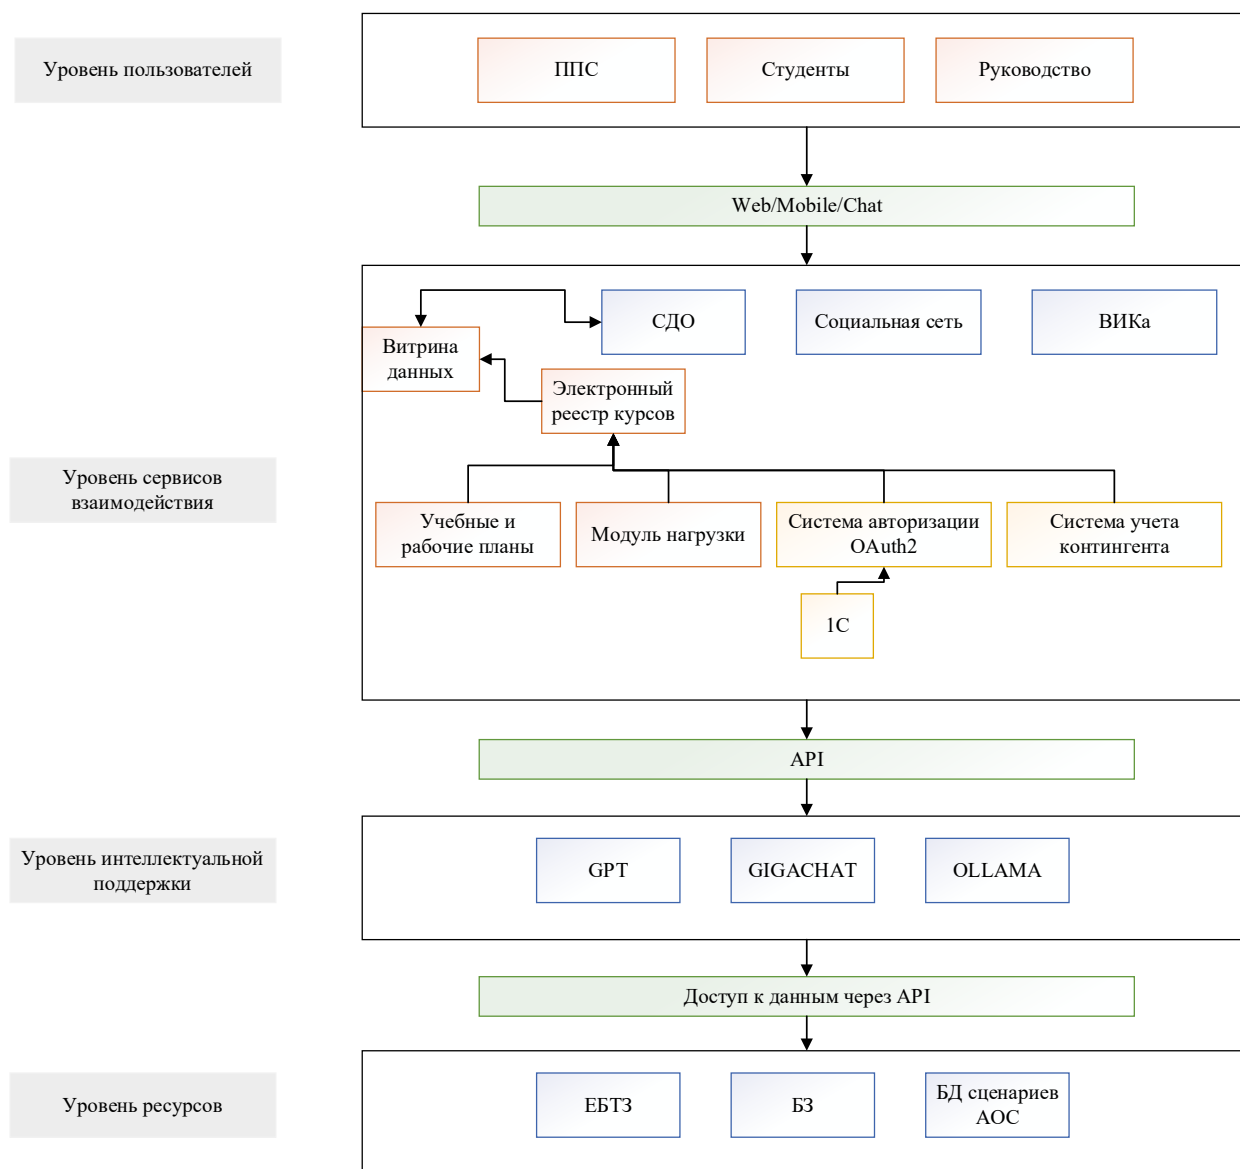 Уровень пользователей
ППС
Студенты
Руководство
Web/Mobile/Chat
СДО
Социальная сеть
ВИКа
Витрина
данных
Электронный
реестр курсов
Уровень сервисов
взаимодействия
Учебные и
рабочие планы
Модуль нагрузки
Система авторизации
OAuth2
Система учета
контингента
1С
API
Уровень интеллектуальной
поддержки
GPT
GIGACHAT
OLLAMA
Доступ к данным через API
Уровень ресурсов
ЕБТЗ
БЗ
БД сценариев
АОС